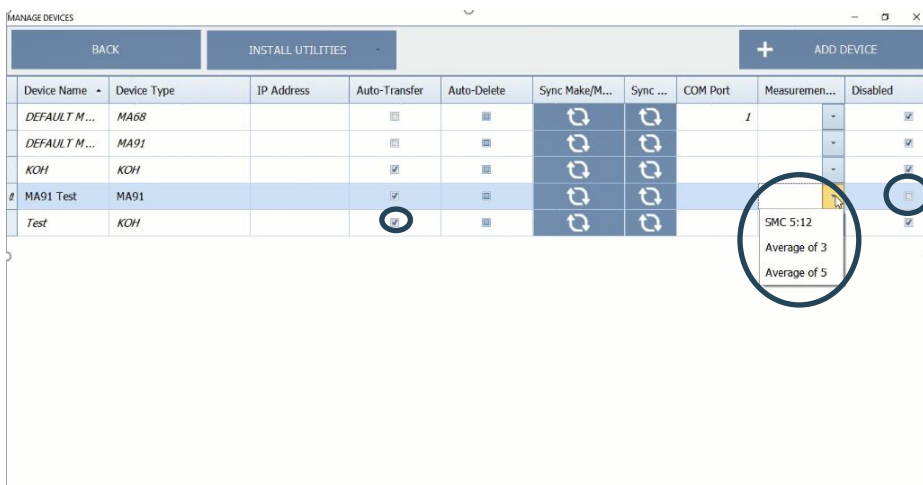 MANAGE DEVICES
BACK INSTALL UTILITIES + ADD DEVICE
Device Name Device Type IP Address Auto-Transfer Auto-Delete Sync Make/M... Sync ... COM Port Measuremen... Disabled
DEFAULT M... MA68 1
DEFAULT M... MA91
KOH KOH
MA91 Test MA91
Test KOH
SMC 5:12
Average of 3
Average of 5